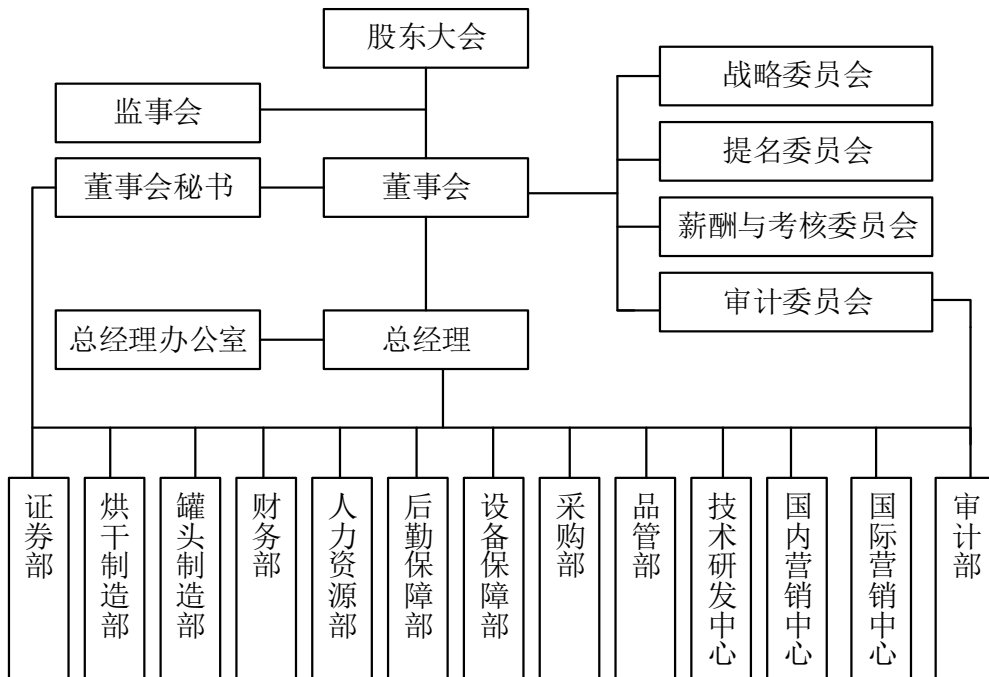 股东大会
战略委员会
监事会
提名委员会
董事会秘书
董事会
薪酬与考核委员会
审计委员会
总经理办公室
总经理
证券部
烘干制造部
罐头制造部
财务部
人力资源部
后勤保障部
设备保障部
采购部
品管部
技术研发中心
国内营销中心
国际营销中心
审计部